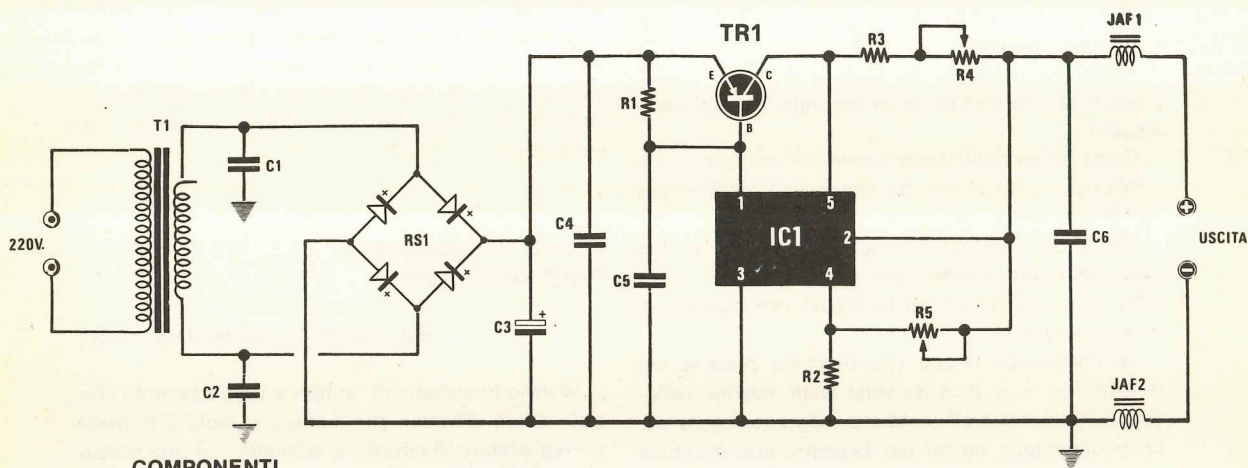 TR1
JAF1
E
C
B
R3
R4
R1
T1
C1
220V.
RS1
C4
C5
C3
+
1
5
IC1
2
3
4
R5
R2
C6
+
USCITA
-
C2
JAF2
COMPONENTI